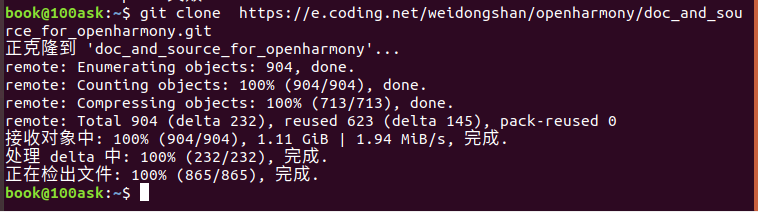 book@100ask:~$ git clone  https://e.coding.net/weidongshan/openharmony/doc_and_sou
rce_for_openharmony.git
正克隆到 'doc_and_source_for_openharmony'...
remote: Enumerating objects: 904, done.
remote: Counting objects: 100% (904/904), done.
remote: Compressing objects: 100% (713/713), done.
remote: Total 904 (delta 232), reused 623 (delta 145), pack-reused 0
接收对象中: 100% (904/904), 1.11 GiB | 1.94 MiB/s, 完成.
处理 delta 中: 100% (232/232), 完成.
正在检出文件: 100% (865/865), 完成.
book@100ask:~$